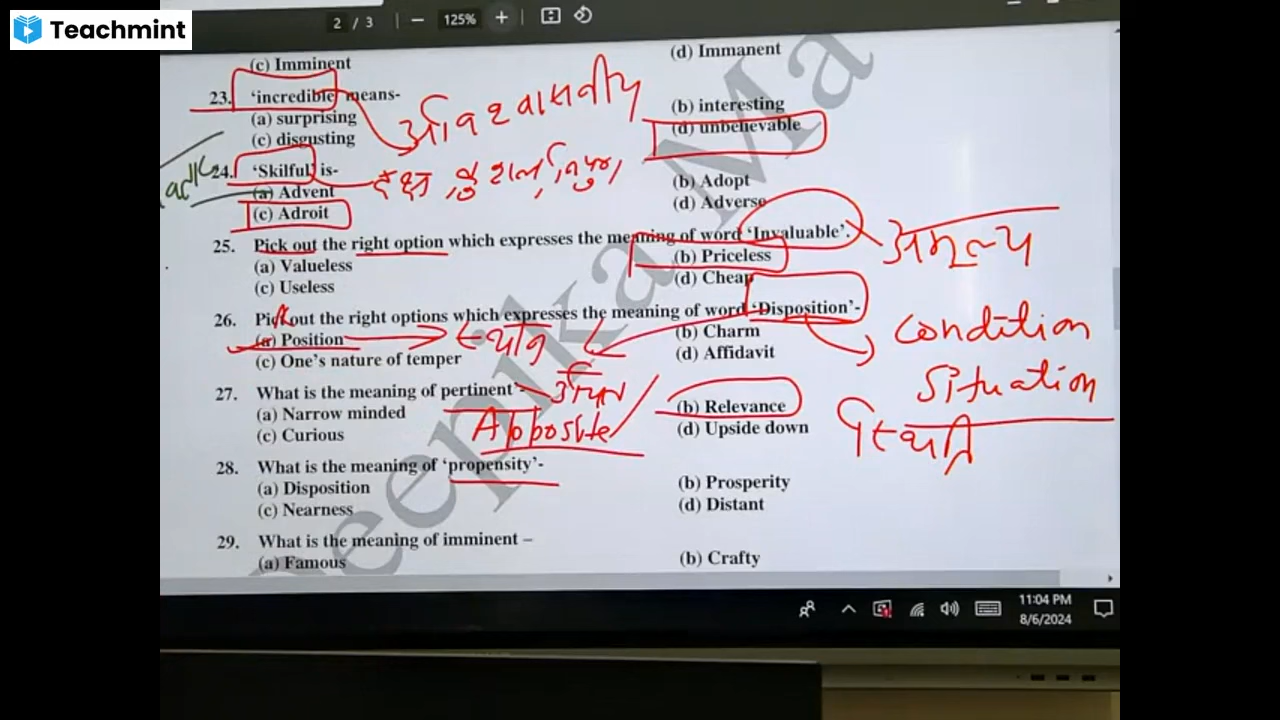 Teachmint
2 / 3
125%
(c) Imminent
(d) Immanent
23. 'incredible' means-
अविश्वसनीय
(a) surprising
(b) interesting
(c) disgusting
(d) unbelievable
24. 'Skilful' is-
दक्ष, कुशल, निपुण,
(a) Advent
(b) Adopt
(c) Adroit
(d) Adverse
25. Pick out the right option which expresses the meaning of word 'Invaluable'.
अमूल्य
(a) Valueless
(b) Priceless
(c) Useless
(d) Cheap
26. Pick out the right options which expresses the meaning of word 'Disposition'-
Condition
Situation
स्थिति
(a) Position
(b) Charm
(c) One's nature of temper
(d) Affidavit
27. What is the meaning of pertinent'-
उचित
Apposite
(a) Narrow minded
(b) Relevance
(c) Curious
(d) Upside down
28. What is the meaning of 'propensity'-
(a) Disposition
(b) Prosperity
(c) Nearness
(d) Distant
29. What is the meaning of imminent –
(a) Famous
(b) Crafty
11:04 PM
8/6/2024